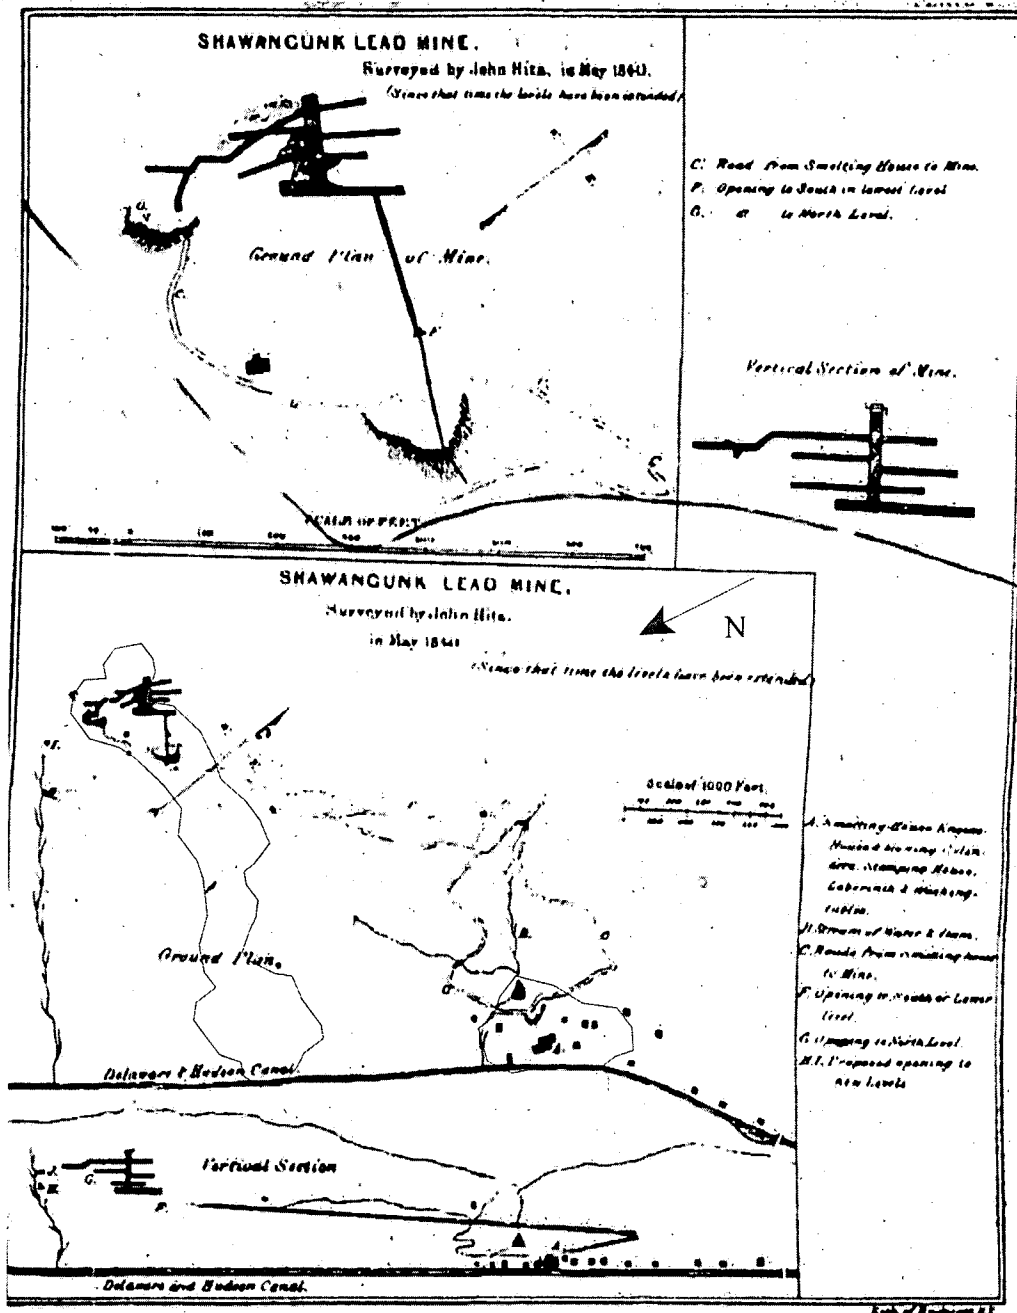 SHAWANGUNK LEAD MINE.
Surveyed by John Hitz, in May 1840.
(Since that time the levels have been extended)
C. Road From Smelting House to Mine.
F. Opening to South in lowest Level
G. to North Level.
G.
Ground Plan of Mine.
C.
F
Vertical Section of Mine.
SCALE OF FEET
SHAWANGUNK LEAD MINE.
Surveyed by John Hitz.
in May 1840
(Since that time the levels have been extended)
N
Scale of 1000 Feet.
A. Smelting House Engine
House & blowing Cylin-
ders, Stamping House,
Laberinth & Washing-
tables.
H. Stream of Water & dam.
C. Roads From smelting house
to Mine.
F. Opening to South or Lower
level.
G. Opening to North Level.
H.I. Proposed opening to
new Levels
Ground Plan.
B.
C
C
A.
Delaware & Hudson Canal
Vertical Section
G.
F.
Delaware and Hudson Canal.